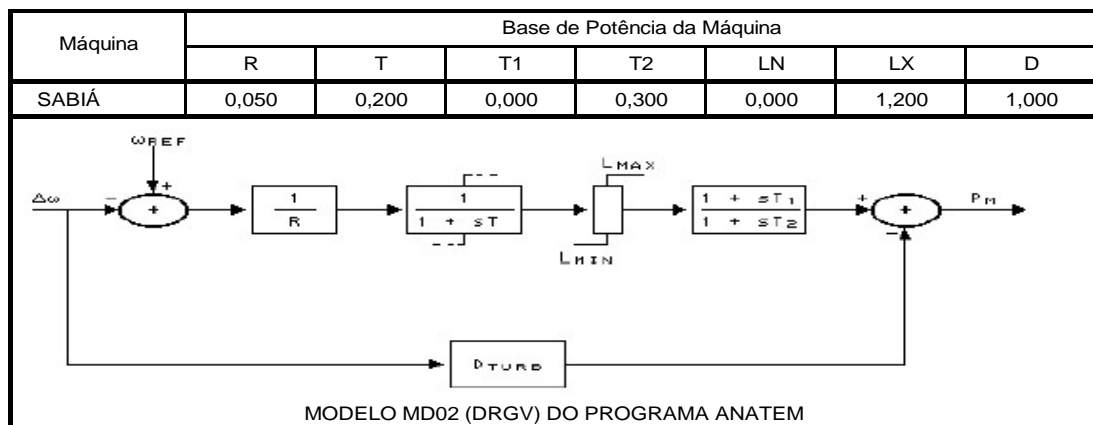 Máquina
Base de Potência da Máquina
R T T1 T2 LN LX D
SABIÁ 0,050 0,200 0,000 0,300 0,000 1,200 1,000
ωREF
Δω
-
+
+
1
R
1
1 + sT
LMAX
LMIN
1 + sT1
1 + sT2
+
+
-
PM
DTURB
MODELO MD02 (DRGV) DO PROGRAMA ANATEM